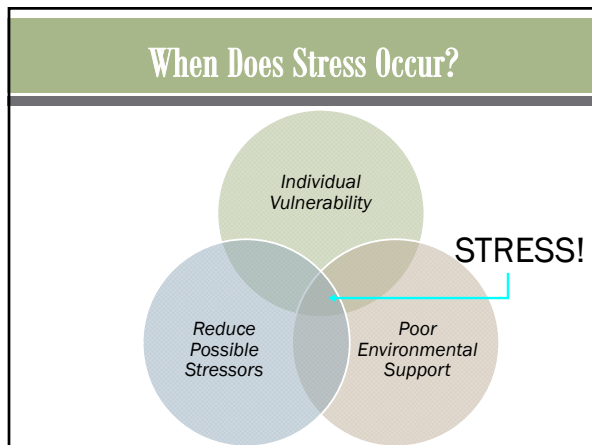 When Does Stress Occur?
Individual
Vulnerability
STRESS!
Reduce
Possible
Stressors
Poor
Environmental
Support